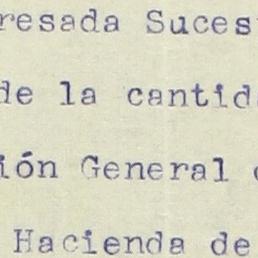 resada Suces
de la cantid
ión General
Hacienda de